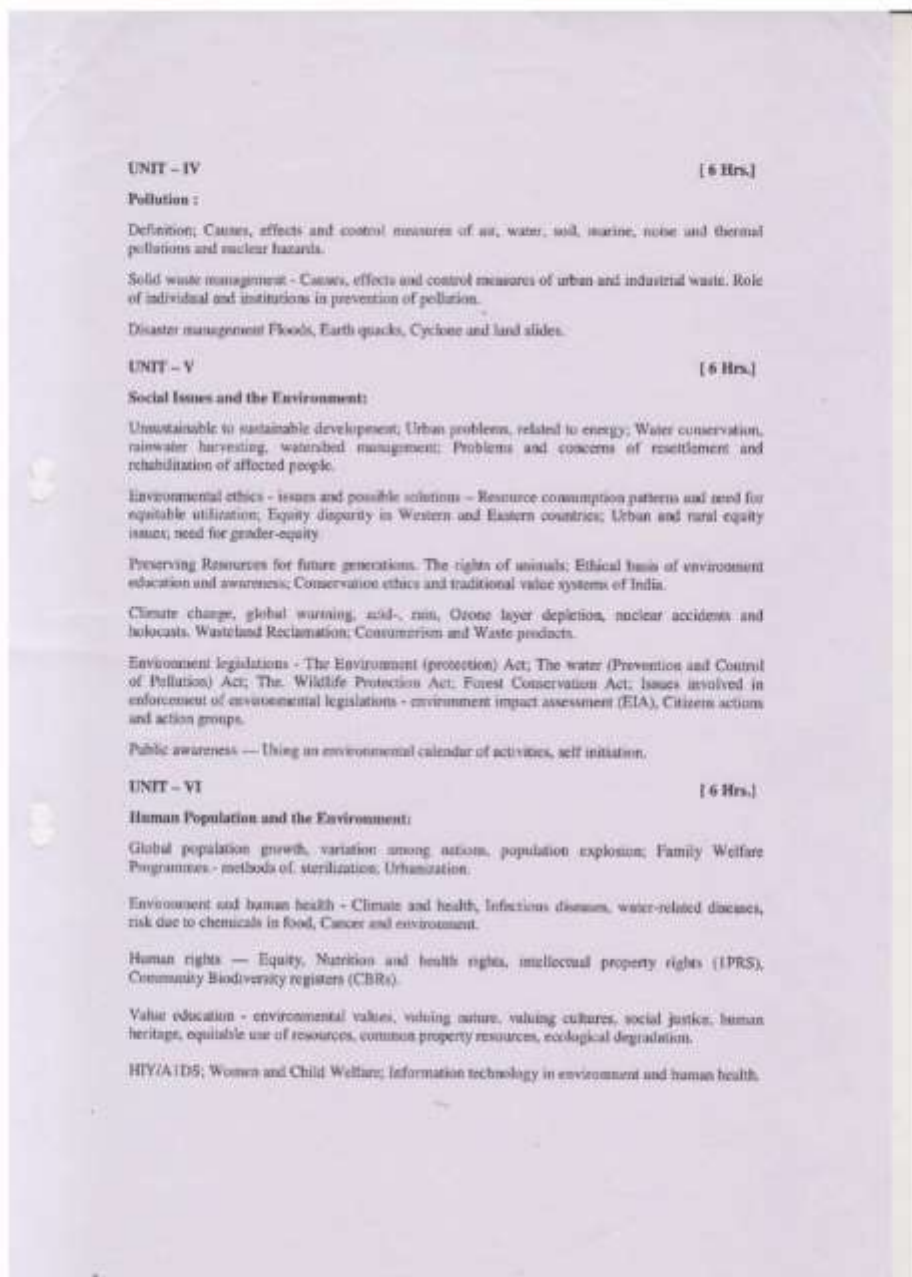 UNIT – IV [ 6 Hrs.]
Pollution :
Definition; Causes, effects and control measures of air, water, soil, marine, noise and thermal
pollutions and nuclear hazards.
Solid waste management - Causes, effects and control measures of urban and industrial waste. Role
of individual and institutions in prevention of pollution.
Disaster management Floods, Earth quacks, Cyclone and land slides.
UNIT – V [ 6 Hrs.]
Social Issues and the Environment:
Unsustainable to sustainable development; Urban problems, related to energy; Water conservation,
rainwater harvesting, watershed management; Problems and concerns of resettlement and
rehabilitation of affected people.
Environmental ethics - issues and possible solutions – Resource consumption patterns and need for
equitable utilization; Equity disparity in Western and Eastern countries; Urban and rural equity
issues; need for gender-equity
Preserving Resources for future generations. The rights of animals; Ethical basis of environment
education and awareness; Conservation ethics and traditional value systems of India.
Climate change, global warming, acid-, rain, Ozone layer depletion, nuclear accidents and
holocasts. Wasteland Reclamation; Consumerism and Waste products.
Environment legislations - The Environment (protection) Act; The water (Prevention and Control
of Pollution) Act; The. Wildlife Protection Act; Forest Conservation Act; Issues involved in
enforcement of environmental legislations - environment impact assessment (EIA), Citizens actions
and action groups.
Public awareness — Using an environmental calendar of activities, self initiation.
UNIT – VI [ 6 Hrs.]
Human Population and the Environment:
Global population growth, variation among nations, population explosion; Family Welfare
Programmes - methods of. sterilization; Urbanization.
Environment and human health - Climate and health, Infectious diseases, water-related diseases,
risk due to chemicals in food, Cancer and environment.
Human rights — Equity, Nutrition and health rights, intellectual property rights (1PRS),
Community Biodiversity registers (CBRs).
Value education - environmental values, valuing nature, valuing cultures, social justice, human
heritage, equitable use of resources, common property resources, ecological degradation.
HIY/A1DS; Women and Child Welfare; Information technology in environment and human health.